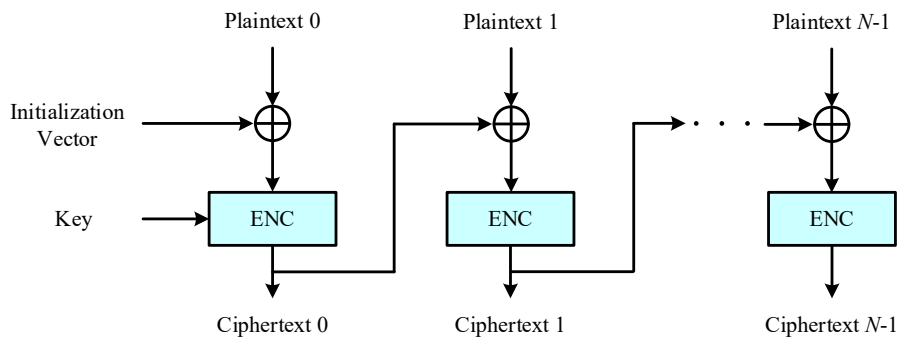 Plaintext 0
Plaintext 1
Plaintext N-1
Initialization
Vector
. . .
Key
ENC
ENC
ENC
Ciphertext 0
Ciphertext 1
Ciphertext N-1